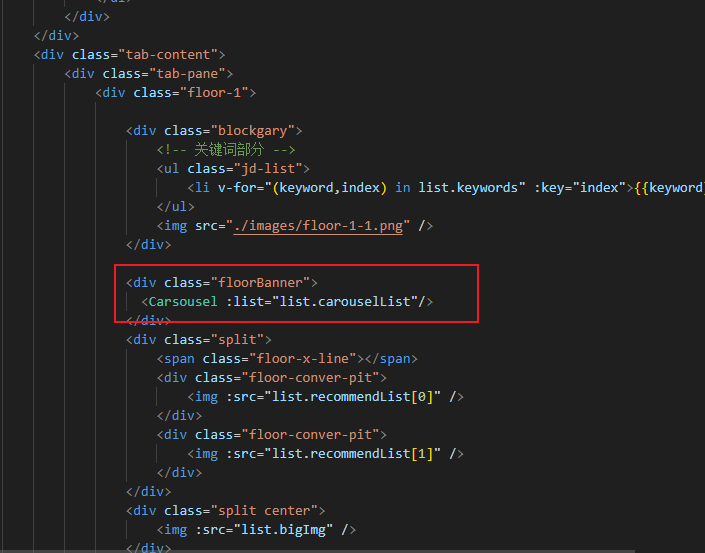 </ul>
</div>
</div>
<div class="tab-content">
<div class="tab-pane">
<div class="floor-1">
<div class="blockgary">
<!-- 关键词部分 -->
<ul class="jd-list">
<li v-for="(keyword,index) in list.keywords" :key="index">{{keyword}
</ul>
<img src="./images/floor-1-1.png" />
</div>
<div class="floorBanner">
<Carsousel :list="list.carouselList"/>
</div>
<div class="split">
<span class="floor-x-line"></span>
<div class="floor-conver-pit">
<img :src="list.recommendList[0]" />
</div>
<div class="floor-conver-pit">
<img :src="list.recommendList[1]" />
</div>
</div>
<div class="split center">
<img :src="list.bigImg" />
</div>